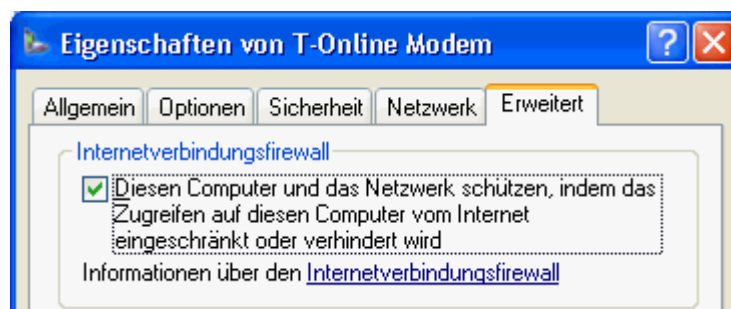 Eigenschaften von T-Online Modem
Allgemein Optionen Sicherheit Netzwerk Erweitert
Internetverbindungsfirewall
Diesen Computer und das Netzwerk schützen, indem das
Zugreifen auf diesen Computer vom Internet
eingeschränkt oder verhindert wird
Informationen über den Internetverbindungsfirewall